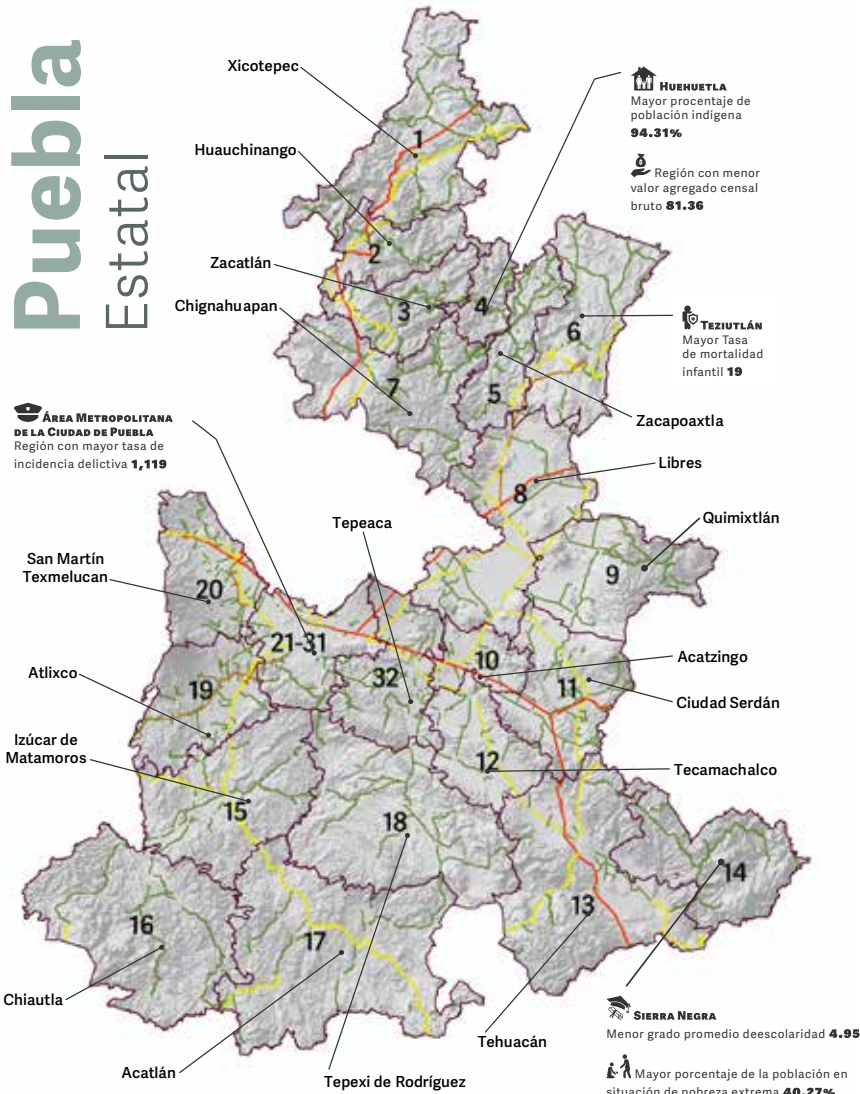 Puebla
Estatal
Xicotepec
Huauchinango
Zacatlán
Chignahuapan
HUEHUETLA
Mayor procentaje de
población indígena
94.31%
Región con menor
valor agregado censal
bruto 81.36
TEZIUTLÁN
Mayor Tasa
de mortalidad
infantil 19
Zacapoaxtla
Libres
Quimixtlán
ÁREA METROPOLITANA
DE LA CIUDAD DE PUEBLA
Región con mayor tasa de
incidencia delictiva 1,119
Tepeaca
San Martín
Texmelucan
Atlixco
Izúcar de
Matamoros
Acatzingo
Ciudad Serdán
Tecamachalco
Chiautla
Acatlán
Tepexi de Rodríguez
Tehuacán
SIERRA NEGRA
Menor grado promedio deescolaridad 4.95
Mayor porcentaje de la población en
situación de pobreza extrema 40.27%
1
2
3
4
5
6
7
8
9
10
11
12
13
14
15
16
17
18
19
20
21-31
32